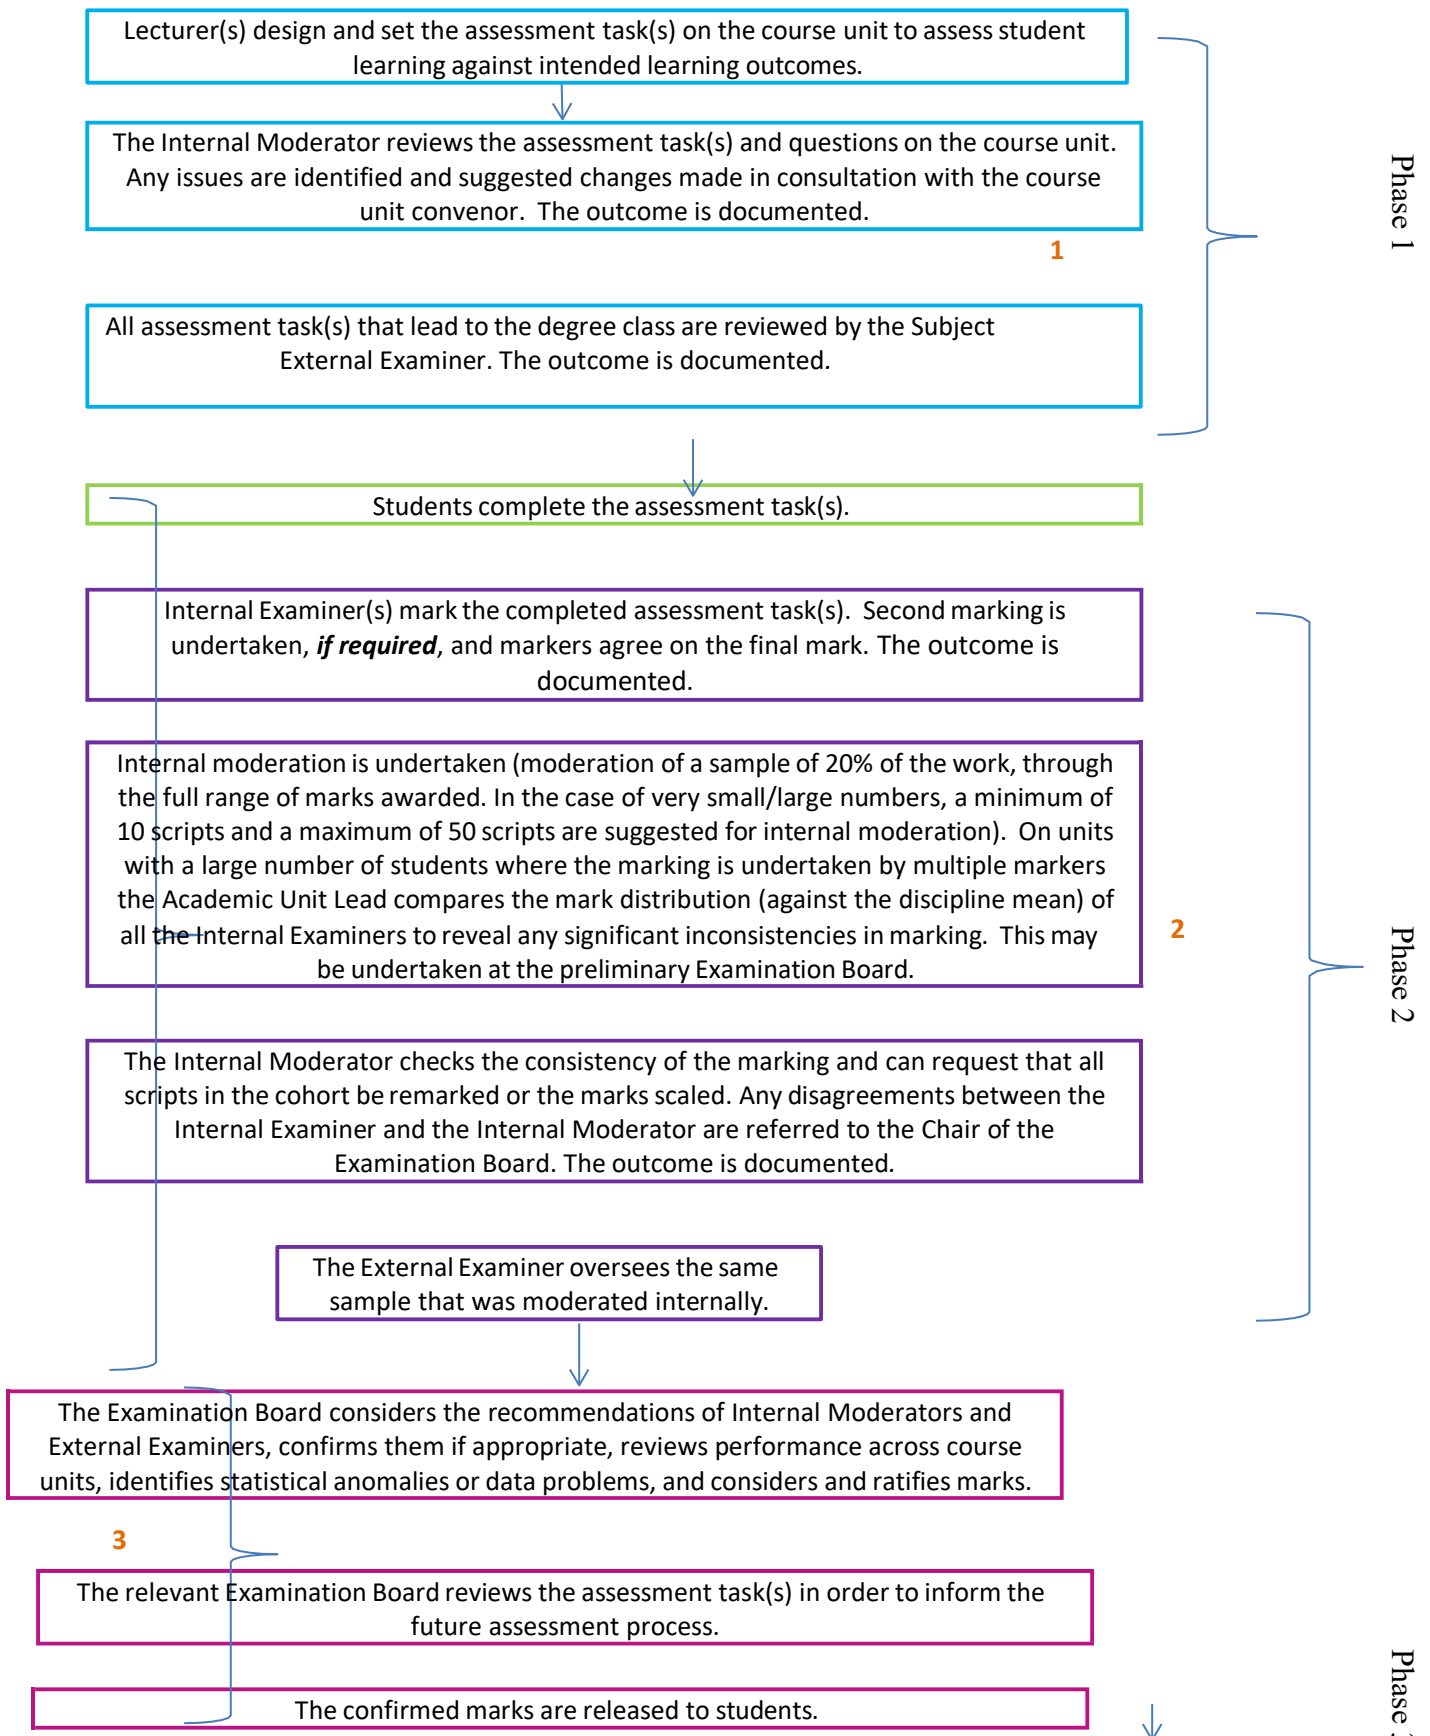 Lecturer(s) design and set the assessment task(s) on the course unit to assess student
learning against intended learning outcomes.
The Internal Moderator reviews the assessment task(s) and questions on the course unit.
Any issues are identified and suggested changes made in consultation with the course
unit convenor. The outcome is documented.
1
Phase 1
All assessment task(s) that lead to the degree class are reviewed by the Subject
External Examiner. The outcome is documented.
Students complete the assessment task(s).
Internal Examiner(s) mark the completed assessment task(s). Second marking is
undertaken, if required, and markers agree on the final mark. The outcome is
documented.
Internal moderation is undertaken (moderation of a sample of 20% of the work, through
the full range of marks awarded. In the case of very small/large numbers, a minimum of
10 scripts and a maximum of 50 scripts are suggested for internal moderation). On units
with a large number of students where the marking is undertaken by multiple markers
the Academic Unit Lead compares the mark distribution (against the discipline mean) of
all the Internal Examiners to reveal any significant inconsistencies in marking. This may
be undertaken at the preliminary Examination Board.
2
Phase 2
The Internal Moderator checks the consistency of the marking and can request that all
scripts in the cohort be remarked or the marks scaled. Any disagreements between the
Internal Examiner and the Internal Moderator are referred to the Chair of the
Examination Board. The outcome is documented.
The External Examiner oversees the same
sample that was moderated internally.
The Examination Board considers the recommendations of Internal Moderators and
External Examiners, confirms them if appropriate, reviews performance across course
units, identifies statistical anomalies or data problems, and considers and ratifies marks.
3
The relevant Examination Board reviews the assessment task(s) in order to inform the
future assessment process.
The confirmed marks are released to students.
Phase